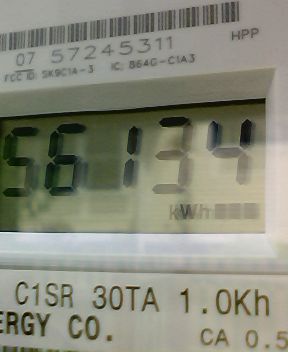 07 57245311
HPP
FCC ID: SK9C1A-3 IC: 864G-C1A3
56134
kWh
C1SR 30TA 1.0Kh
ERGY CO.
CA 0.5